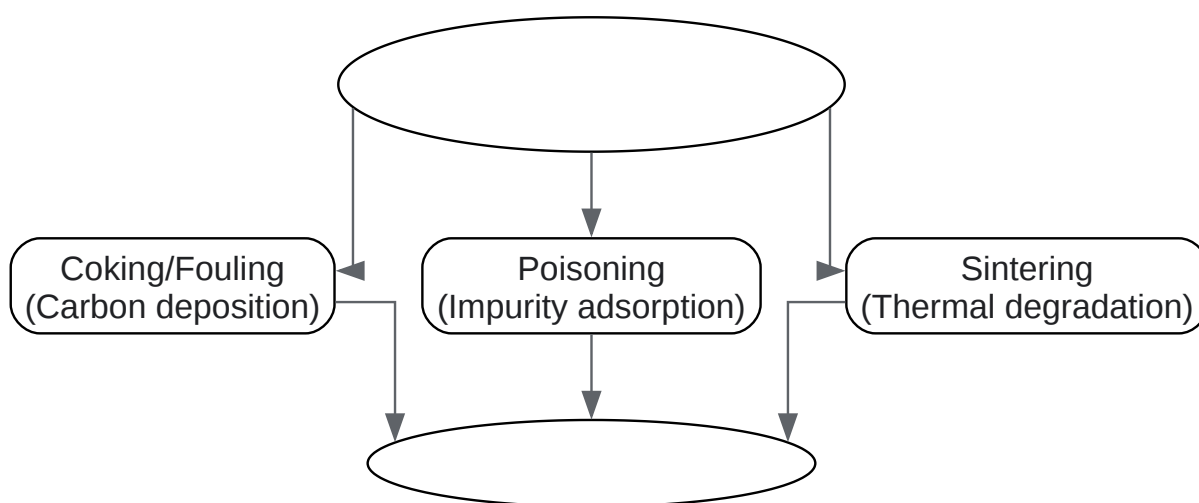 Coking/Fouling
(Carbon deposition)
Poisoning
(Impurity adsorption)
Sintering
(Thermal degradation)